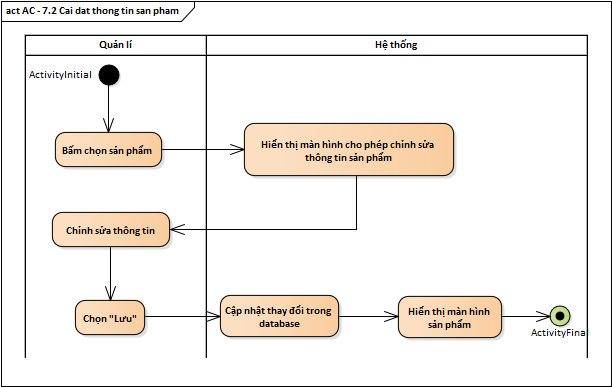 act AC - 7.2 Cai dat thong tin san pham
Quản lí
Hệ thống
ActivityInitial
Bấm chọn sản phẩm
Hiển thị màn hình cho phép chỉnh sửa
thông tin sản phẩm
Chỉnh sửa thông tin
Chọn "Lưu"
Cập nhật thay đổi trong
database
Hiển thị màn hình
sản phẩm
ActivityFinal